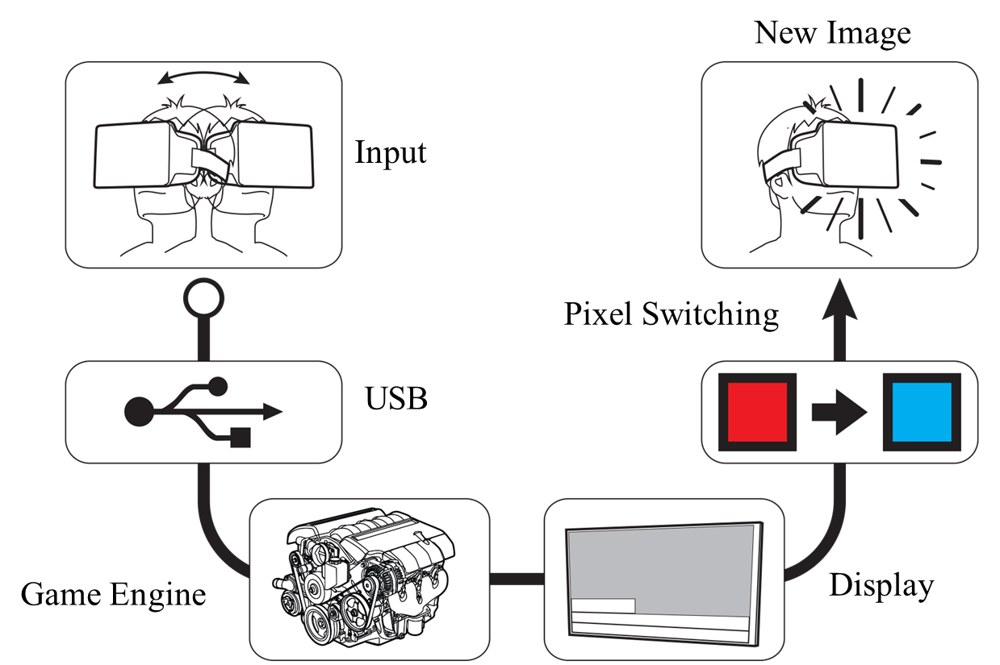 New Image
Input
Pixel Switching
USB
Game Engine
Display